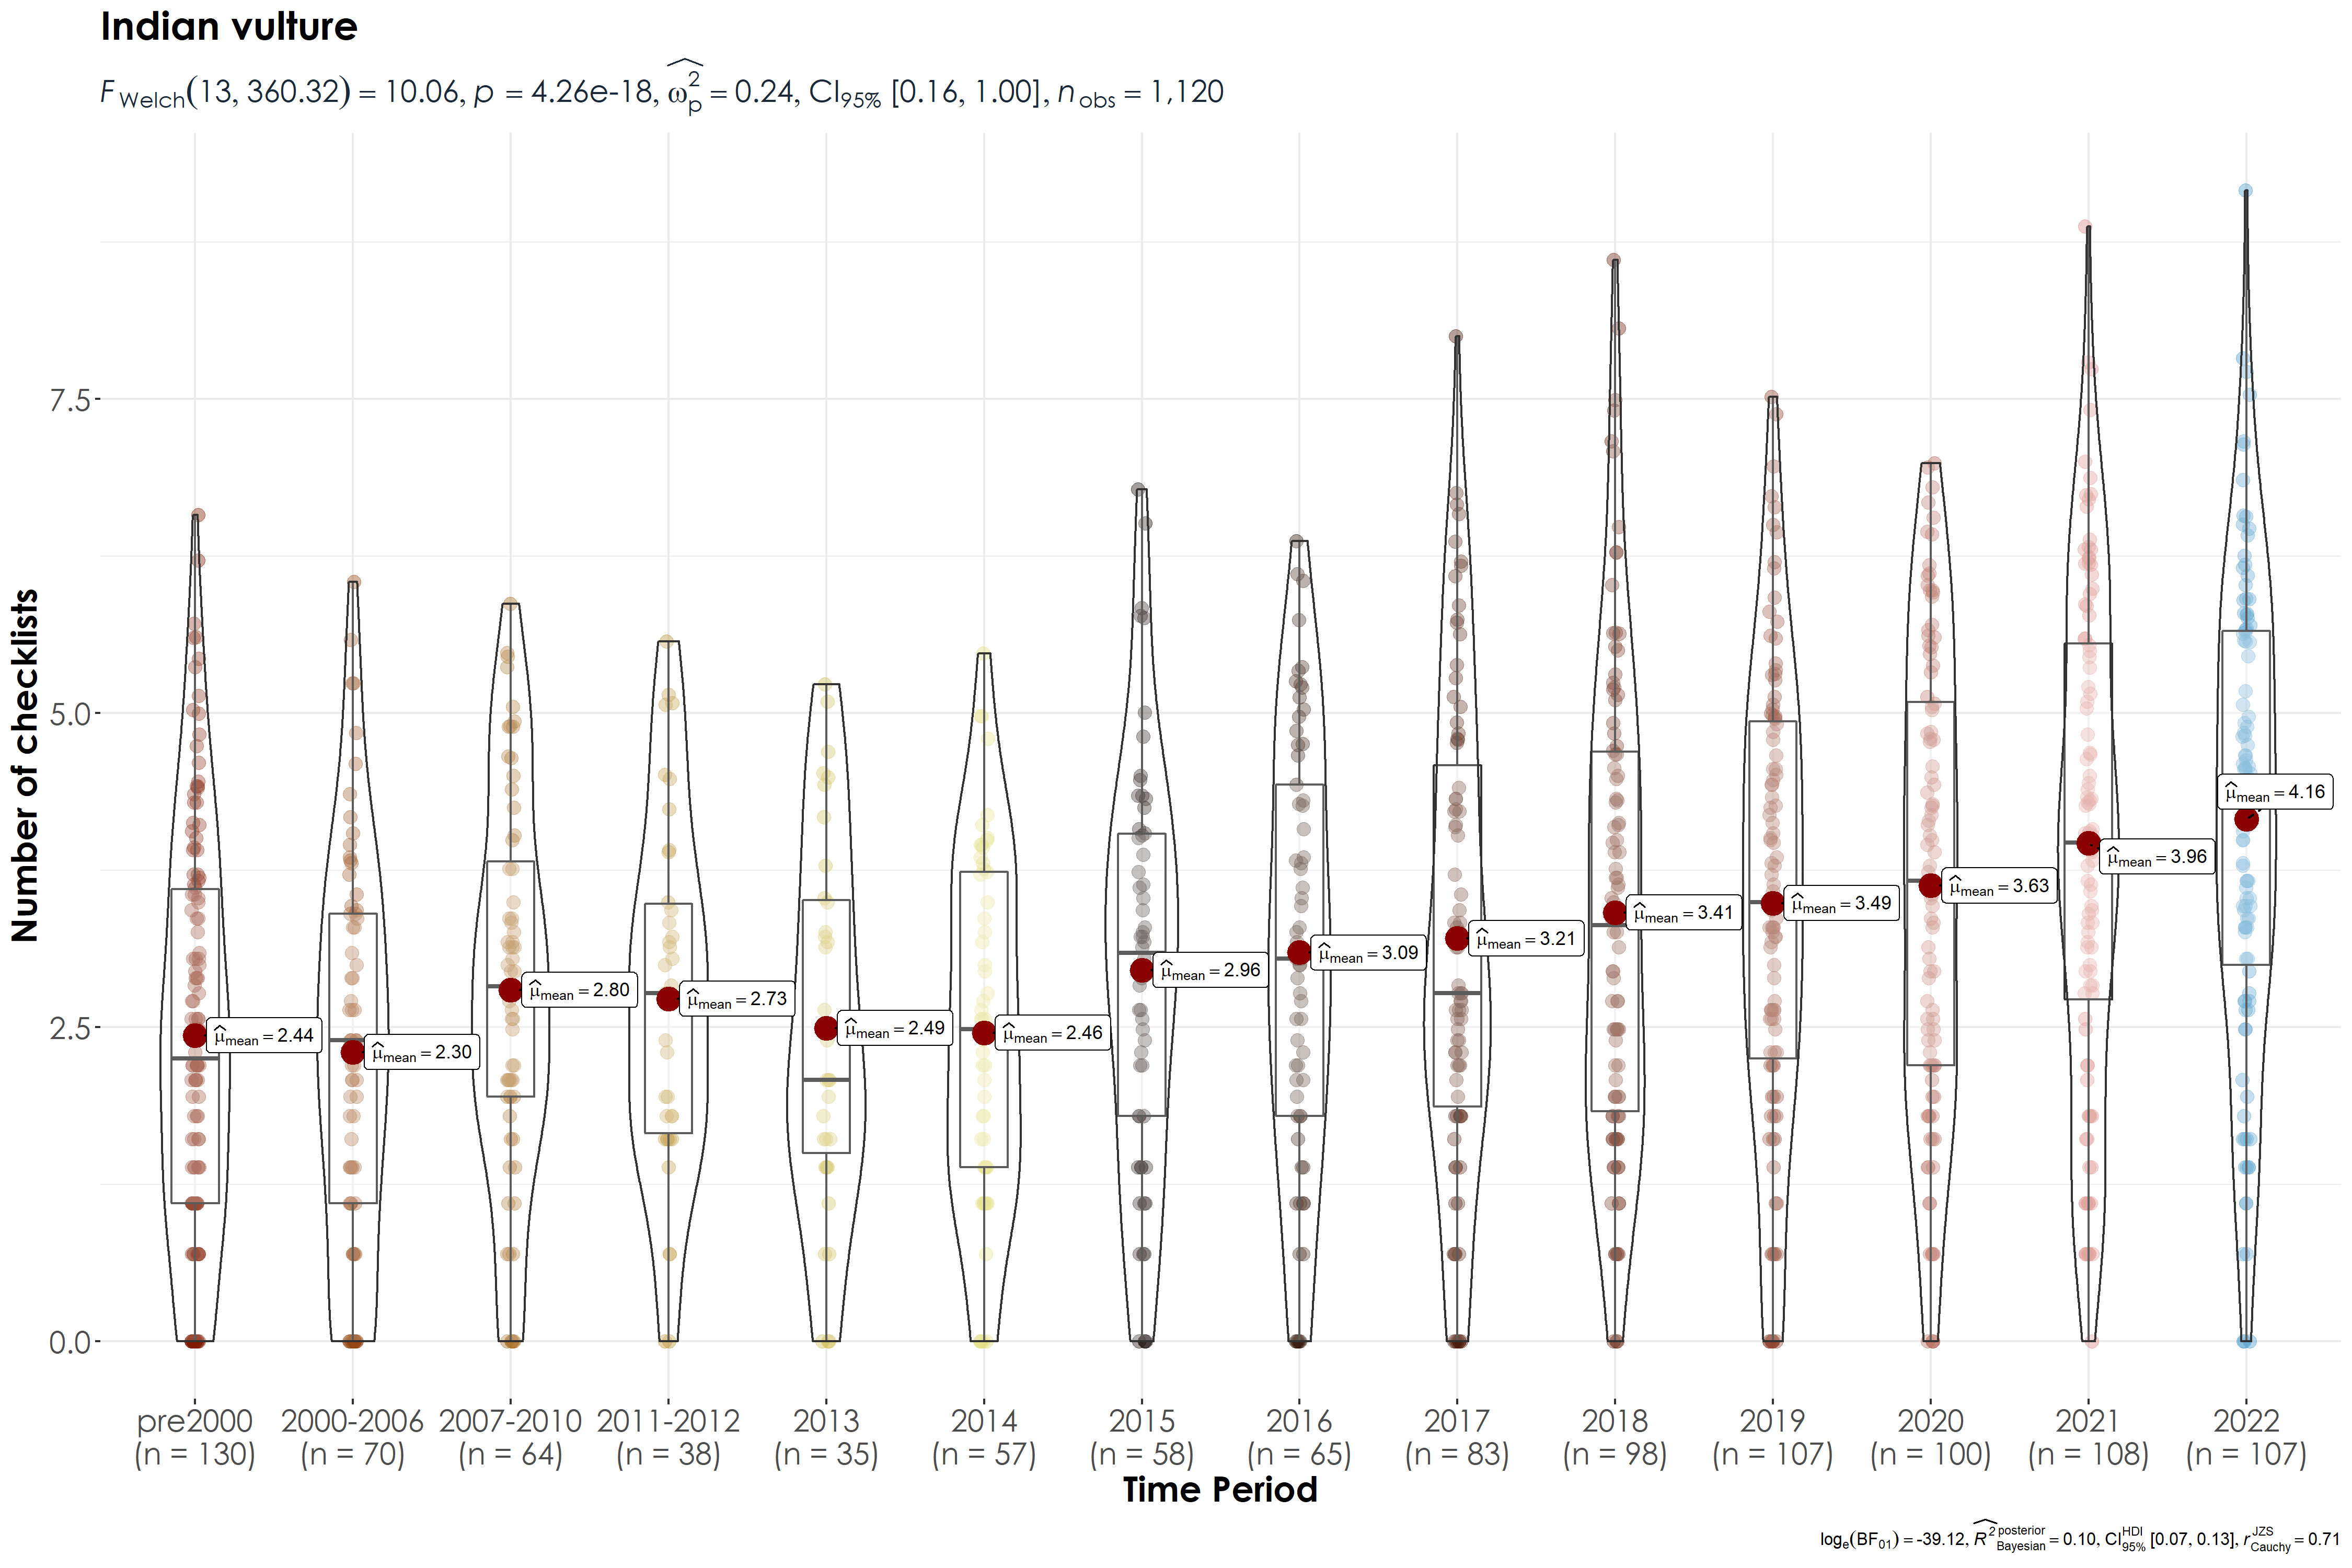 Indian vulture
F Welch(13, 360.32) = 10.06, p = 4.26e-18, ω̂²p = 0.24, CI95% [0.16, 1.00], n obs = 1,120
Number of checklists
7.5
5.0
2.5
0.0
μ̂mean = 2.44
μ̂mean = 2.30
μ̂mean = 2.80
μ̂mean = 2.73
μ̂mean = 2.49
μ̂mean = 2.46
μ̂mean = 2.96
μ̂mean = 3.09
μ̂mean = 3.21
μ̂mean = 3.41
μ̂mean = 3.49
μ̂mean = 3.63
μ̂mean = 3.96
μ̂mean = 4.16
pre2000 2000-2006 2007-2010 2011-2012 2013 2014 2015 2016 2017 2018 2019 2020 2021 2022
(n = 130) (n = 70) (n = 64) (n = 38) (n = 35) (n = 57) (n = 58) (n = 65) (n = 83) (n = 98) (n = 107) (n = 100) (n = 108) (n = 107)
Time Period
loge(BF01) = -39.12, R̂² posterior Bayesian = 0.10, CI HDI 95% [0.07, 0.13], r JZS Cauchy = 0.71